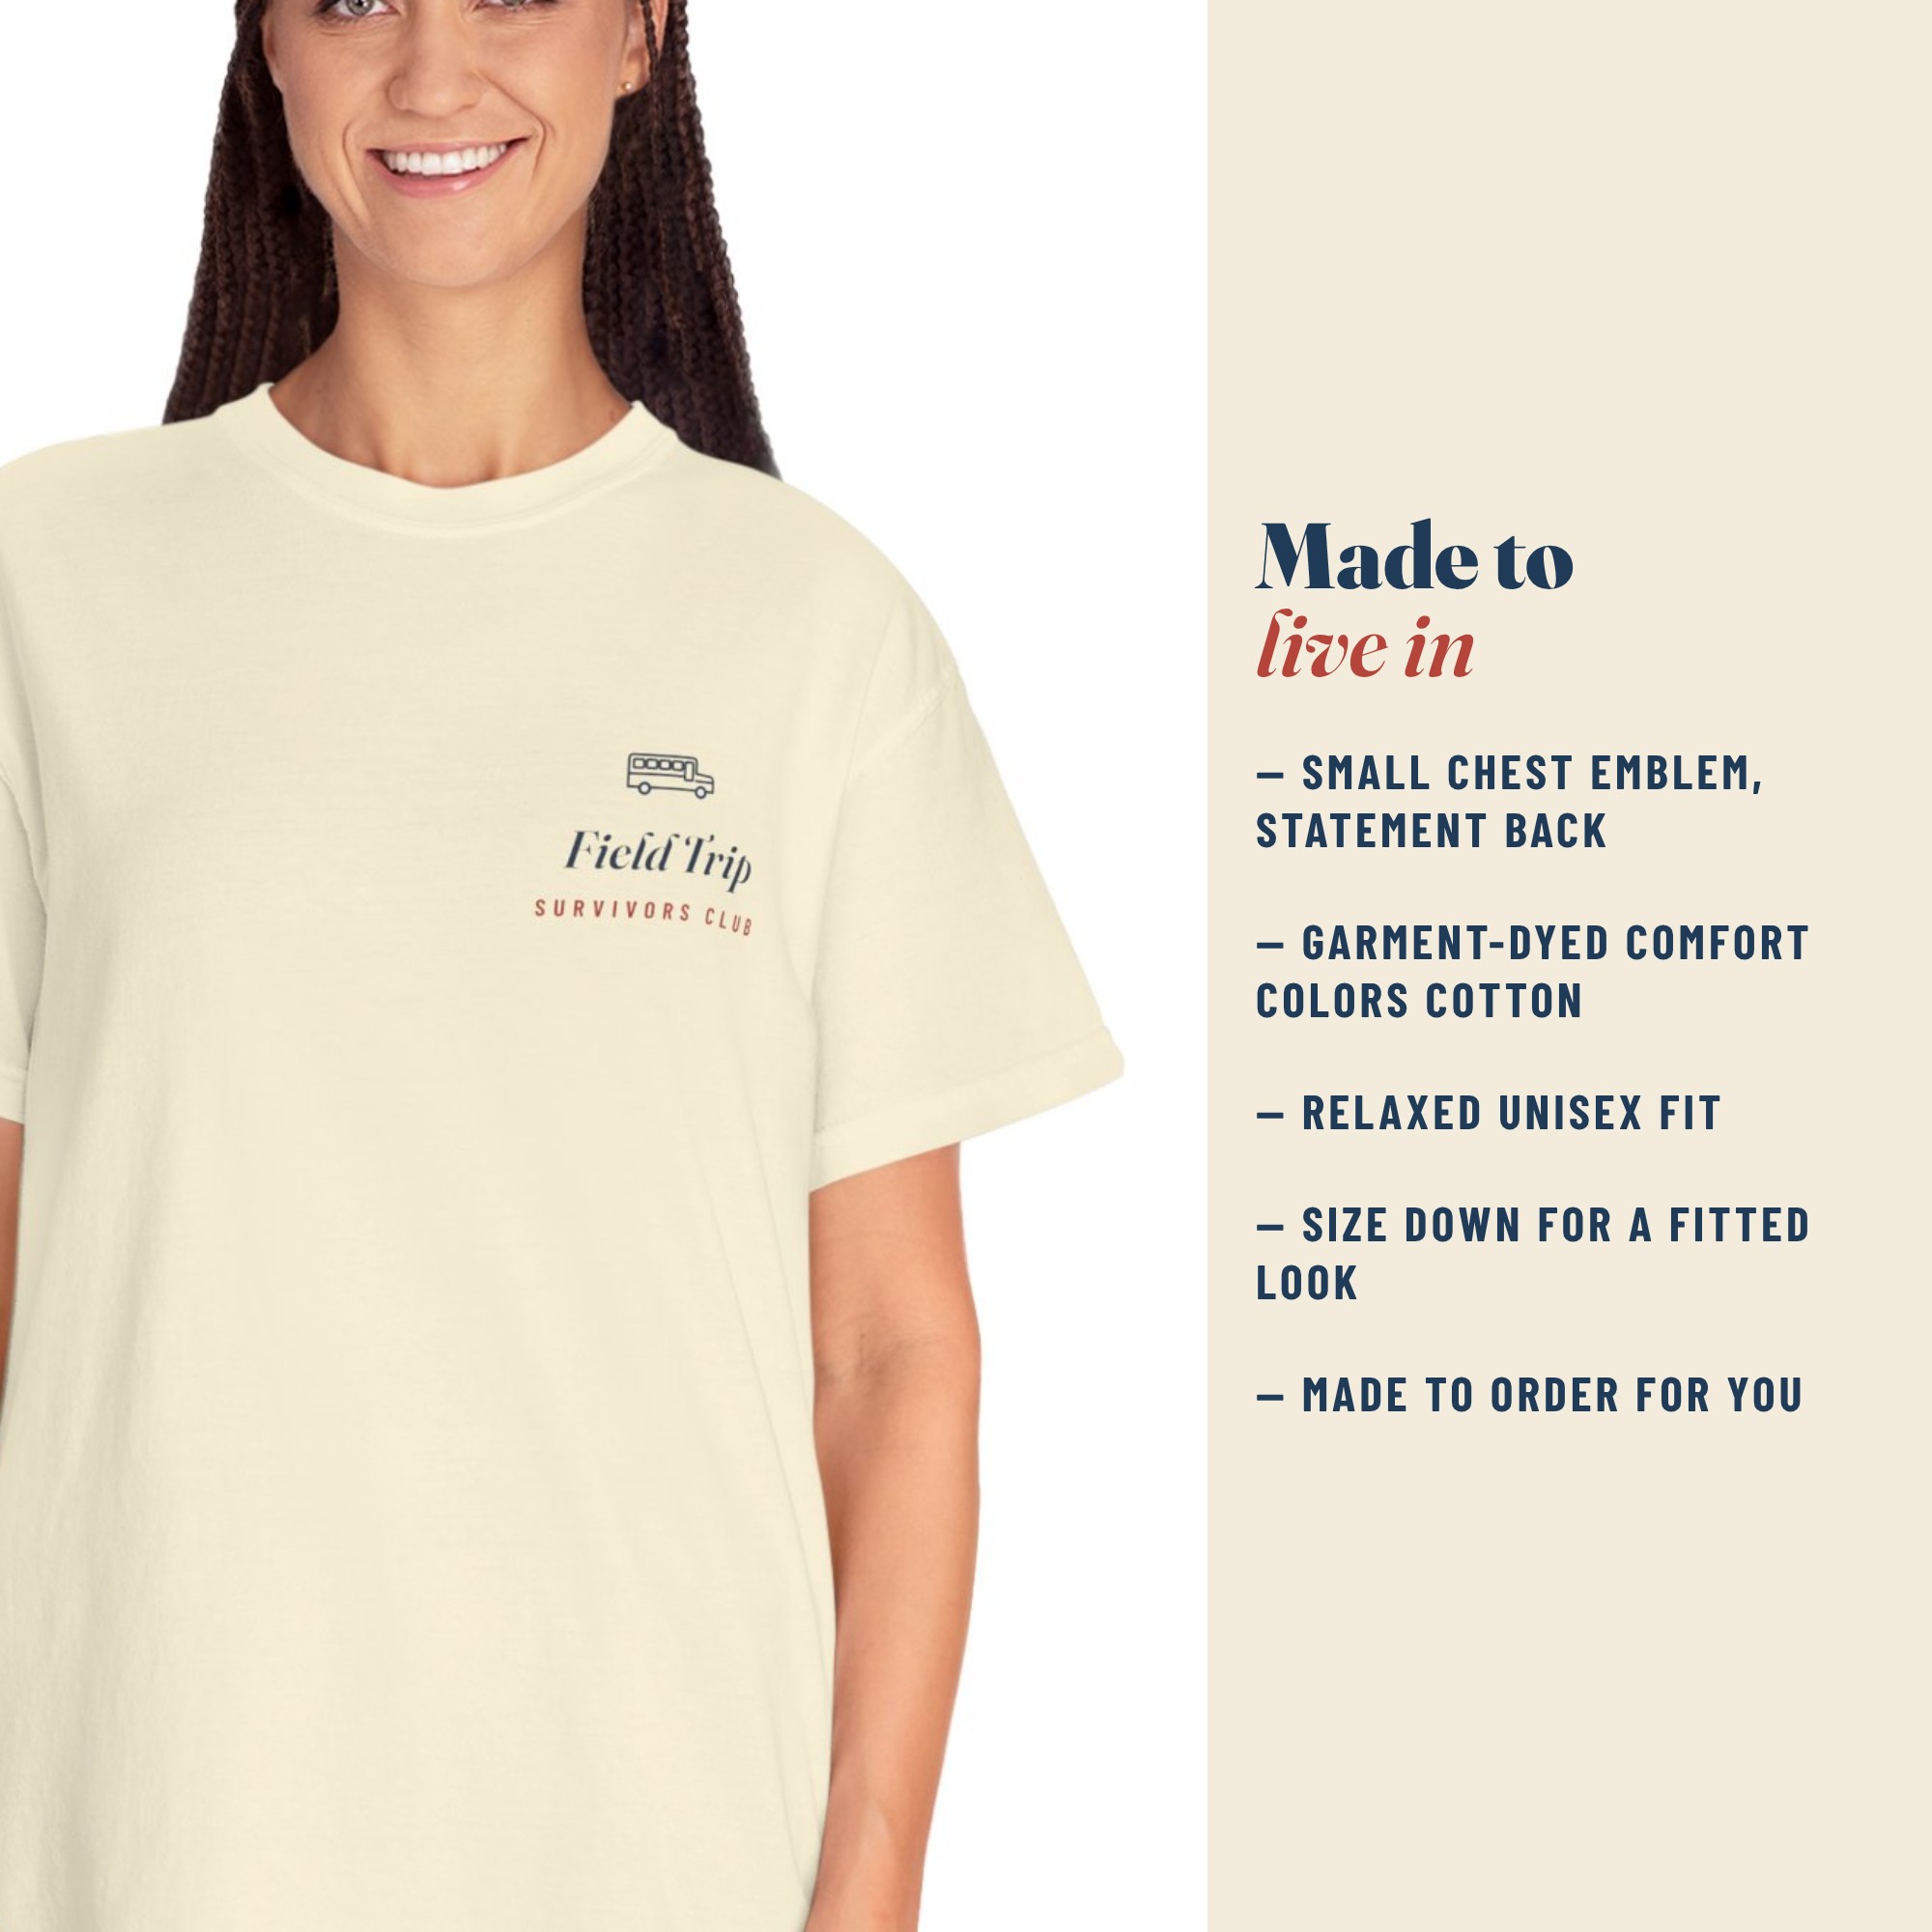 Field Trip
SURVIVORS CLUB
Made to
live in
— SMALL CHEST EMBLEM,
STATEMENT BACK
— GARMENT-DYED COMFORT
COLORS COTTON
— RELAXED UNISEX FIT
— SIZE DOWN FOR A FITTED
LOOK
— MADE TO ORDER FOR YOU